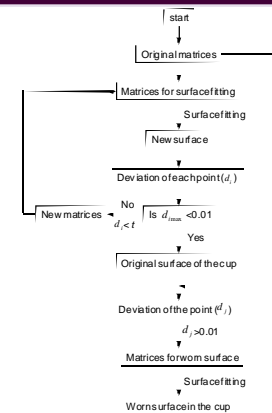 start
Original matrices
Matrices for surface fitting
Surface fitting
New surface
Deviation of each point (d_i)
No
New matrices
d_i < t
Is d_imax <0.01
Yes
Original surface of the cup
Deviation of the point (d_j)
d_j >0.01
Matrices for worn surface
Surface fitting
Worn surface in the cup